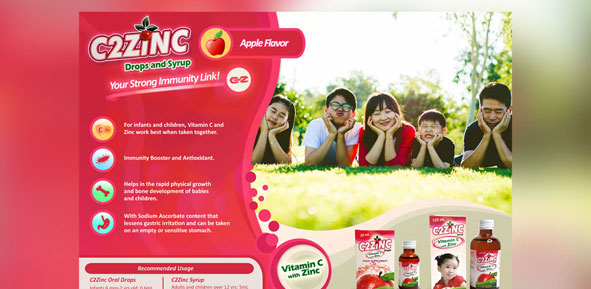 C2ZINC
Drops and Syrup
Your Strong Immunity Link!
C-Z
Apple Flavor
For infants and children, Vitamin C and
Zinc work best when taken together.
Immunity Booster and Antioxidant.
Helps in the rapid physical growth
and bone development of babies
and children.
With Sodium Ascorbate content that
lessens gastric irritation and can be taken
on an empty or sensitive stomach.
Recommended Usage
C2Zinc Oral Drops
C2Zinc Syrup
Adults and children over 12 yrs: 5mL
Vitamin C
with Zinc
C2ZINC
C2ZINC
120 mL
C2ZINC